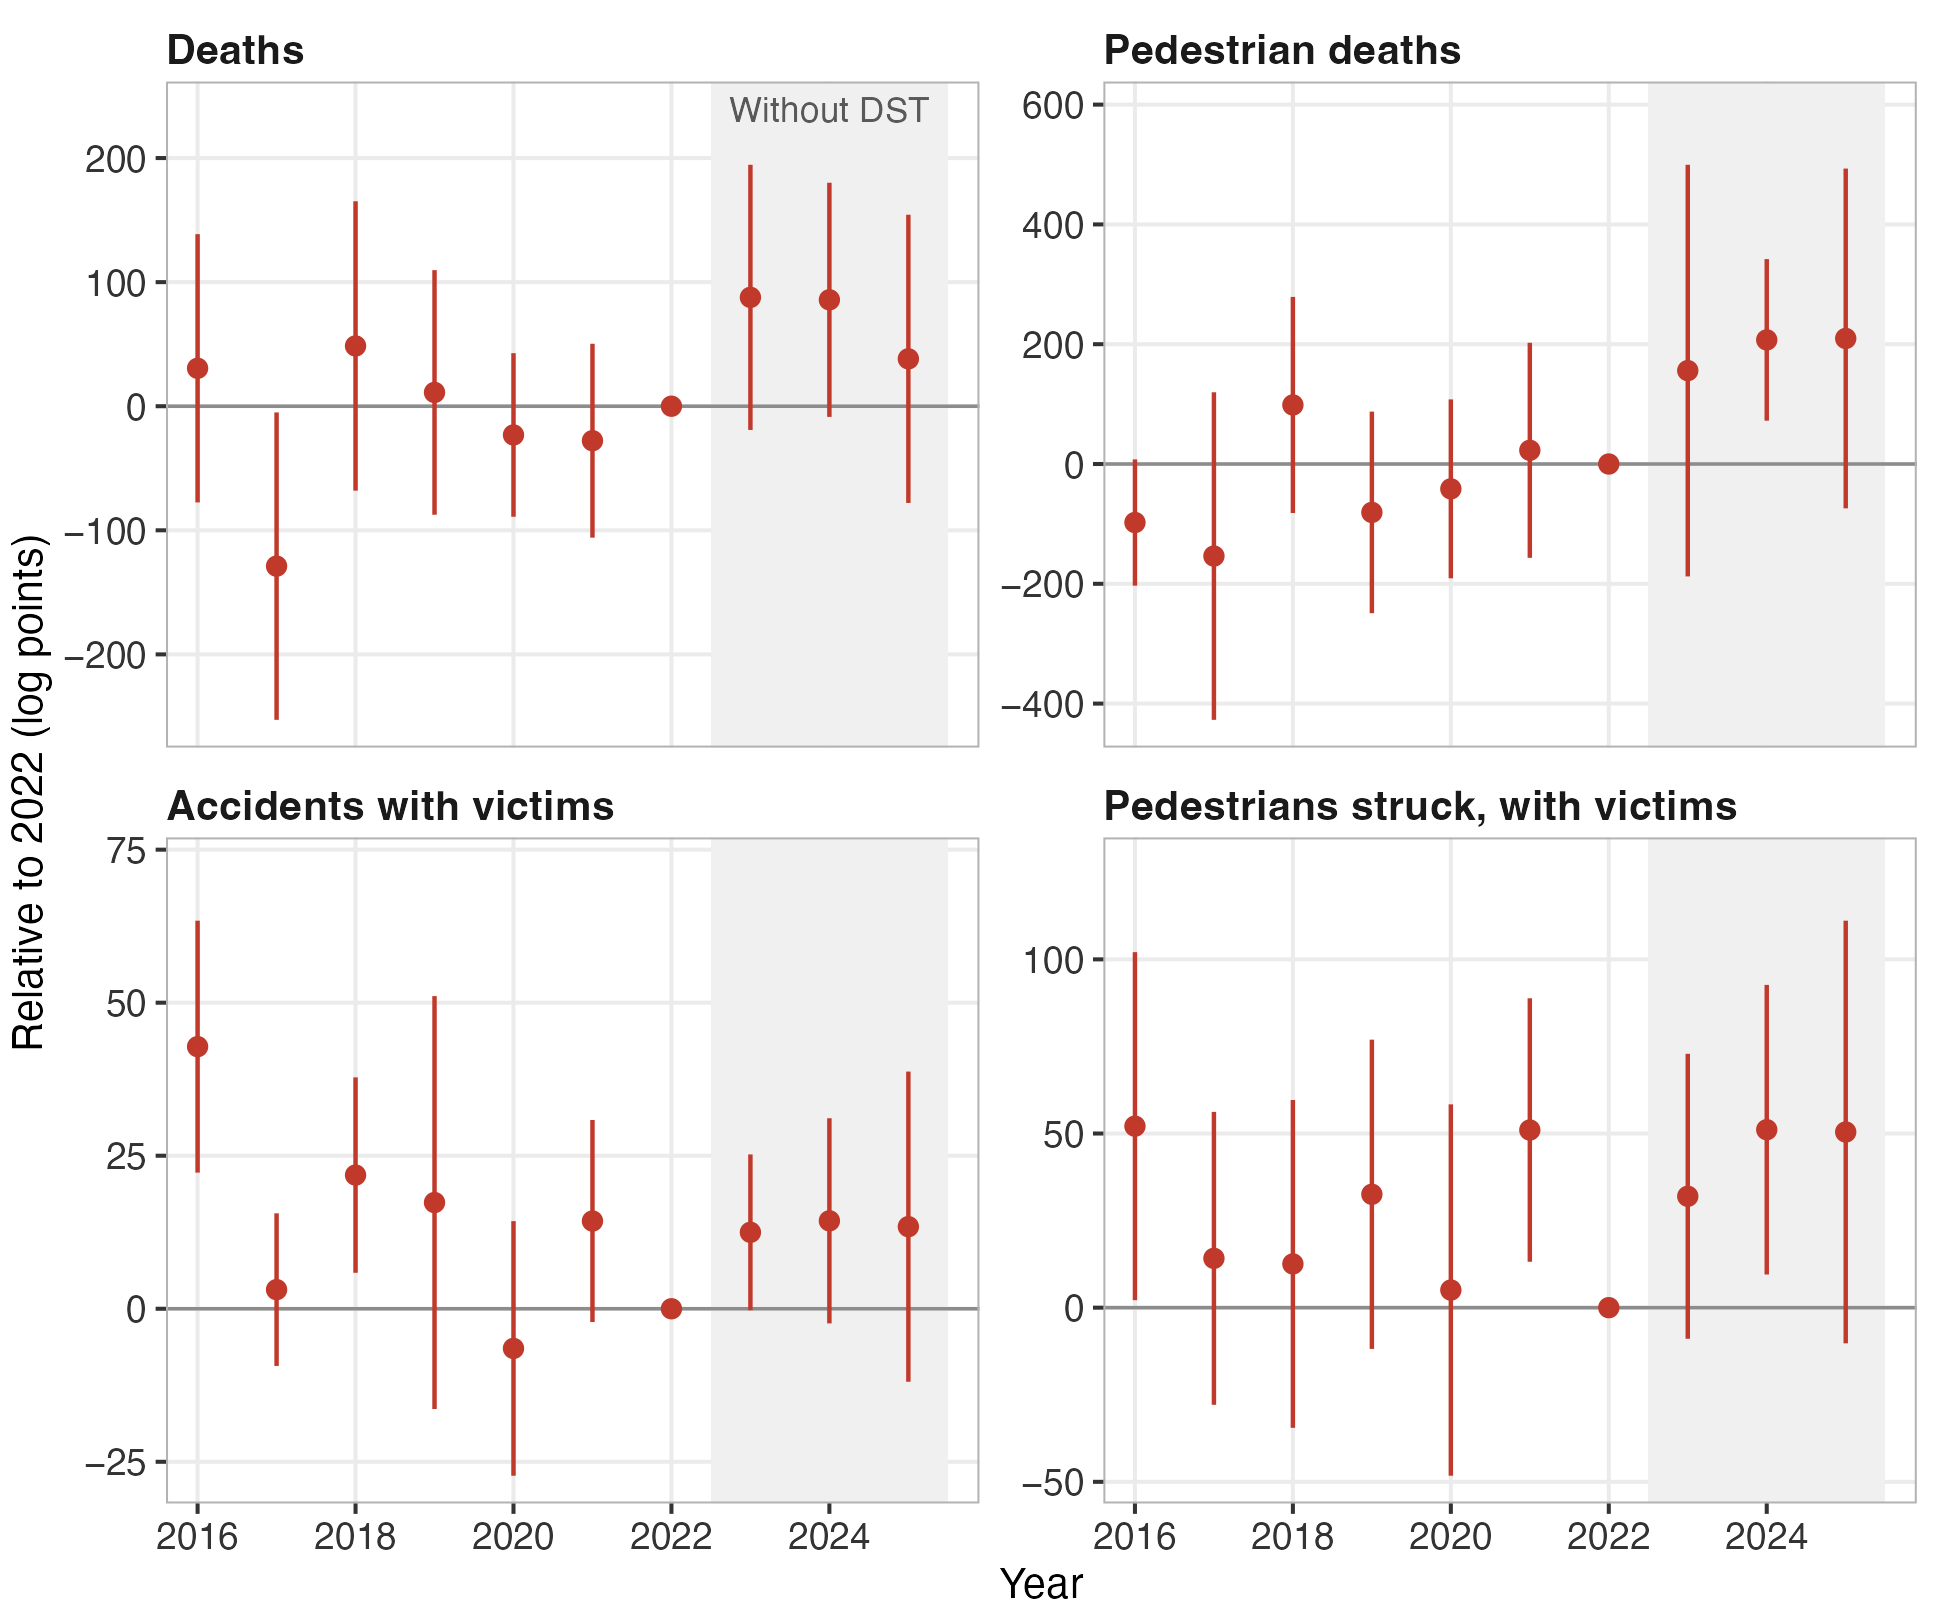 Deaths
Pedestrian deaths
Without DST
200
100
0
−100
−200
600
400
200
0
−200
−400
Relative to 2022 (log points)
Accidents with victims
Pedestrians struck, with victims
75
50
25
0
−25
100
50
0
−50
2016 2018 2020 2022 2024
2016 2018 2020 2022 2024
Year